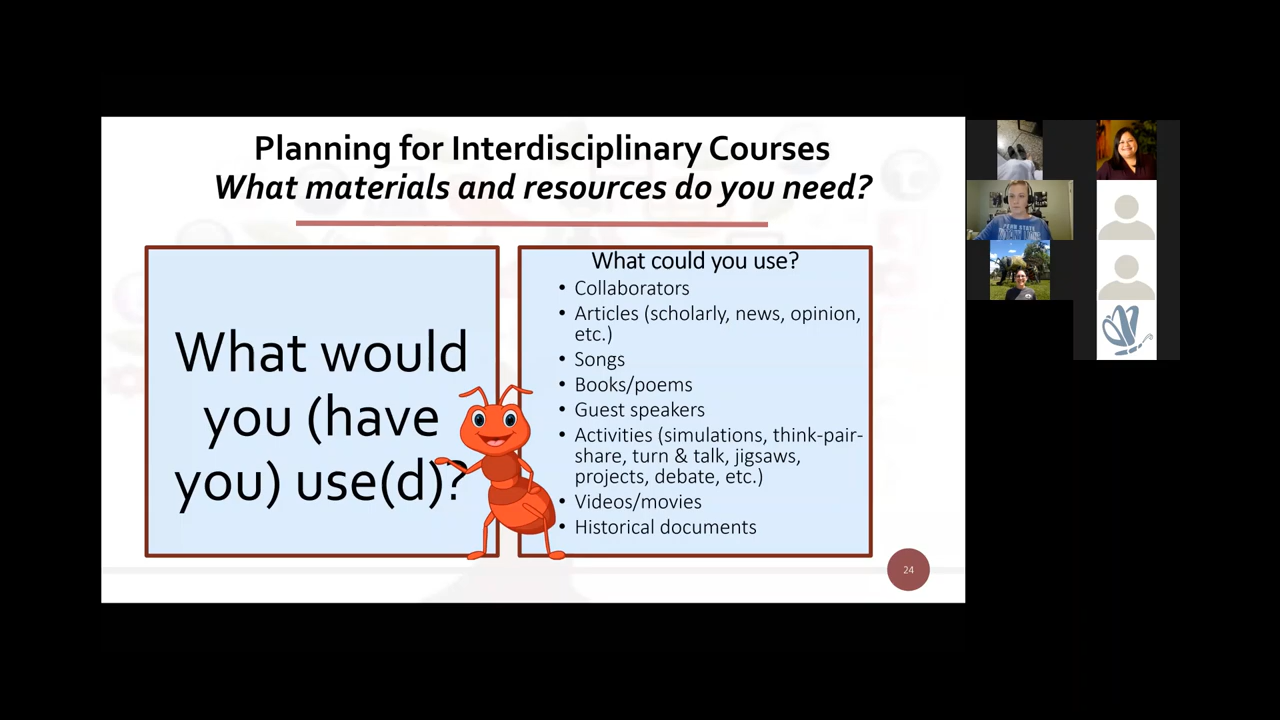 Planning for Interdisciplinary Courses
What materials and resources do you need?
What would
you (have
you) use(d)?
What could you use?
• Collaborators
• Articles (scholarly, news, opinion,
etc.)
• Songs
• Books/poems
• Guest speakers
• Activities (simulations, think-pair-
share, turn & talk, jigsaws,
projects, debate, etc.)
• Videos/movies
• Historical documents
24
PENN STATE